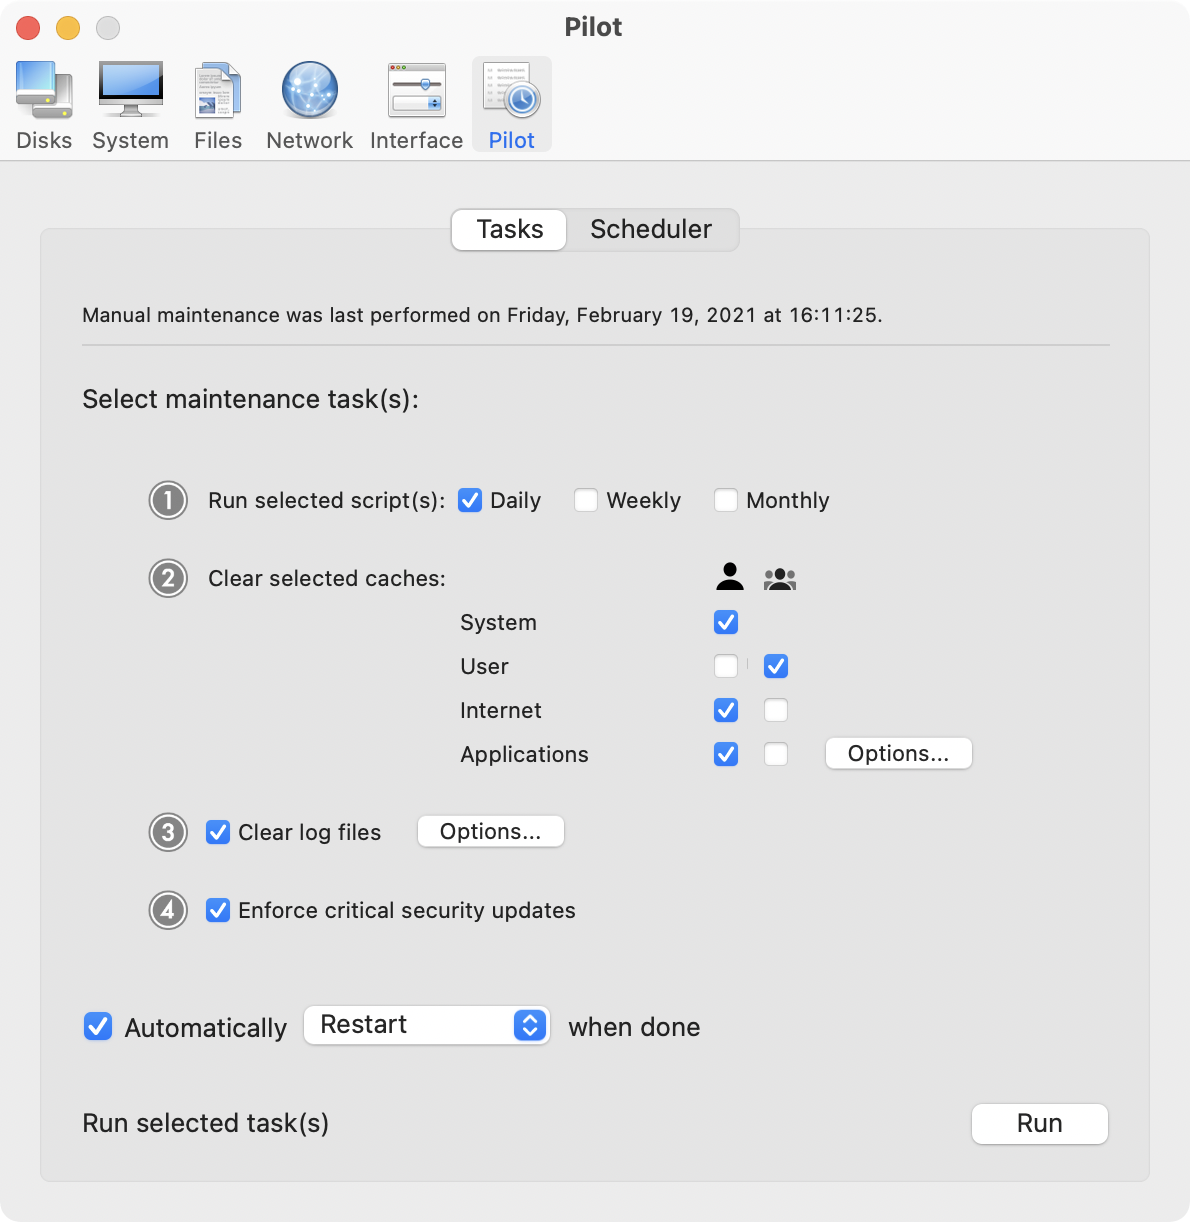 Pilot
Disks System Files Network Interface Pilot
Tasks Scheduler
Manual maintenance was last performed on Friday, February 19, 2021 at 16:11:25.
Select maintenance task(s):
1 Run selected script(s): Daily Weekly Monthly
2 Clear selected caches:
System
User
Internet
Applications Options...
3 Clear log files Options...
4 Enforce critical security updates
Automatically Restart when done
Run selected task(s) Run